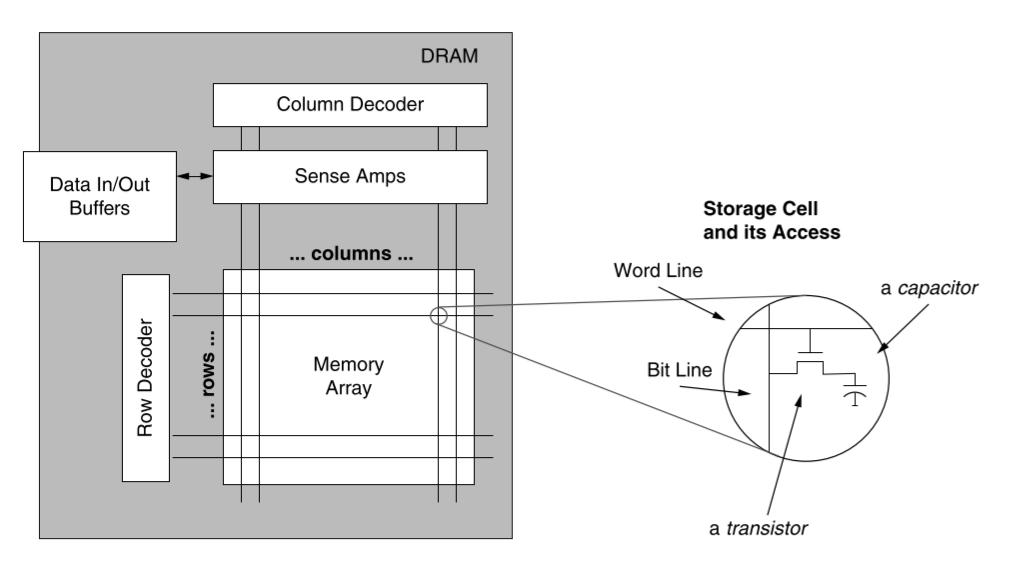 DRAM
Column Decoder
Data In/Out
Buffers
Sense Amps
... columns ...
Row Decoder
... rows ...
Memory
Array
Storage Cell
and its Access
Word Line
a capacitor
Bit Line
a transistor